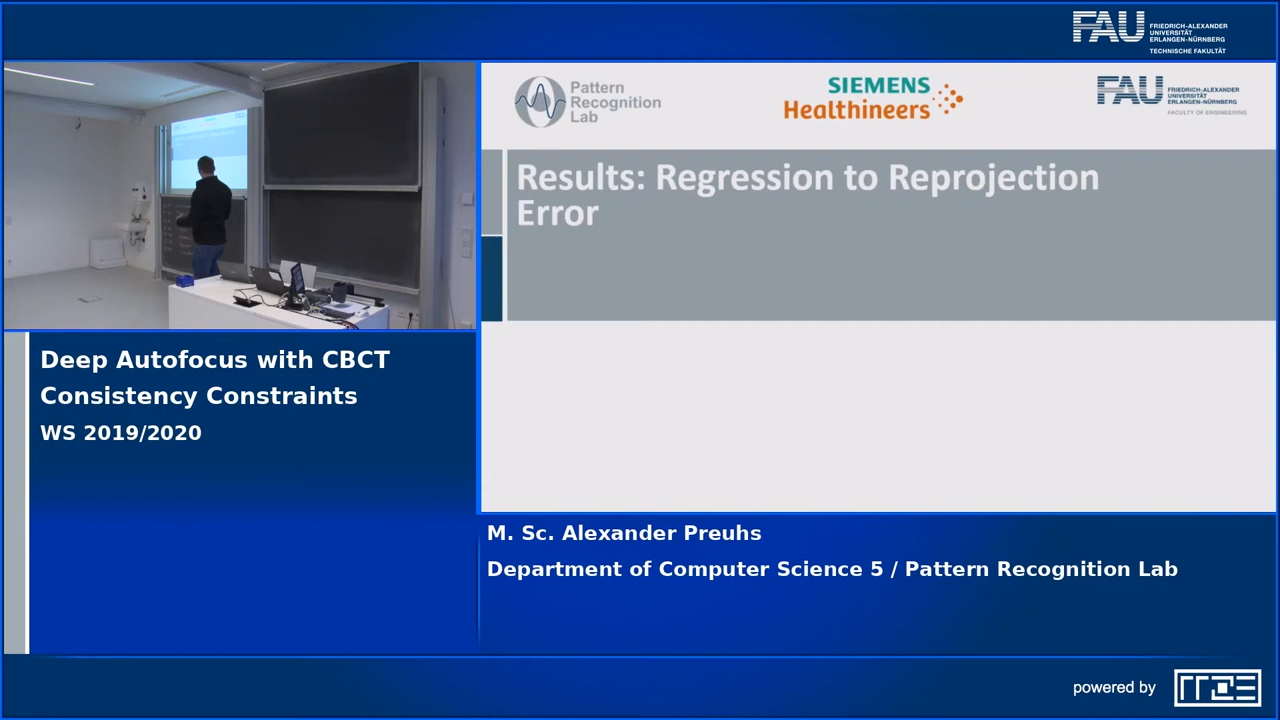 FAU
FRIEDRICH-ALEXANDER
UNIVERSITÄT
ERLANGEN-NÜRNBERG
TECHNISCHE FAKULTÄT
Pattern
Recognition
Lab
SIEMENS
Healthineers
FAU
FRIEDRICH-ALEXANDER
UNIVERSITÄT
ERLANGEN-NÜRNBERG
FACULTY OF ENGINEERING
Results: Regression to Reprojection
Error
Deep Autofocus with CBCT
Consistency Constraints
WS 2019/2020
M. Sc. Alexander Preuhs
Department of Computer Science 5 / Pattern Recognition Lab
powered by
RRZE